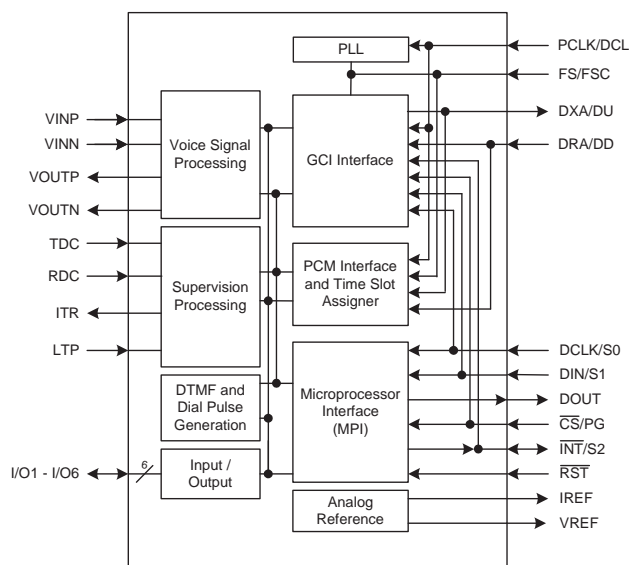 PLL
PCLK/DCL
FS/FSC
DXA/DU
DRA/DD
VINP
VINN
VOUTP
VOUTN
Voice Signal
Processing
GCI Interface
TDC
RDC
ITR
LTP
Supervision
Processing
PCM Interface
and Time Slot
Assigner
DTMF and
Dial Pulse
Generation
Microprocessor
Interface
(MPI)
DCLK/S0
DIN/S1
DOUT
CS/PG
INT/S2
RST
I/O1 - I/O6
6
Input /
Output
Analog
Reference
IREF
VREF